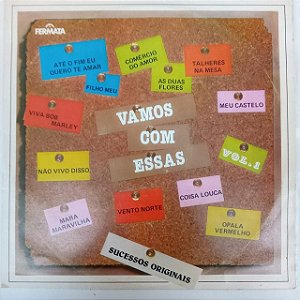 FERMATA
ATÉ O FIM EU
QUERO TE AMAR
COMÉRCIO
DO AMOR
TALHERES
NA MESA
FILHO MEU
AS DUAS
FLORES
MEU CASTELO
VIVA BOB
MARLEY
VAMOS
COM
ESSAS
VOL. 1
NÃO VIVO DISSO
COISA LOUCA
MARA
MARAVILHA
VENTO NORTE
OPALA
VERMELHO
SUCESSOS ORIGINAIS